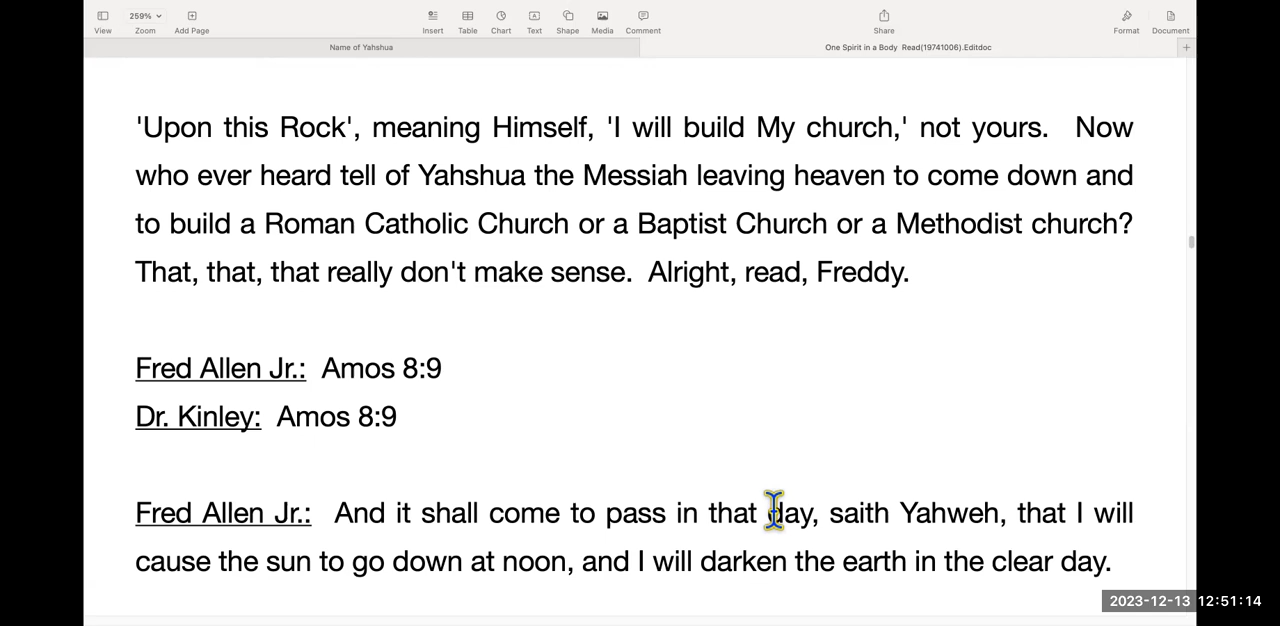 259%
View Zoom Add Page Insert Table Chart Text Shape Media Comment Share Format Document
Name of Yahshua One Spirit in a Body Read(19741006).Editdoc
'Upon this Rock', meaning Himself, 'I will build My church,' not yours. Now
who ever heard tell of Yahshua the Messiah leaving heaven to come down and
to build a Roman Catholic Church or a Baptist Church or a Methodist church?
That, that, that really don't make sense. Alright, read, Freddy.
Fred Allen Jr.: Amos 8:9
Dr. Kinley: Amos 8:9
Fred Allen Jr.: And it shall come to pass in that day, saith Yahweh, that I will
cause the sun to go down at noon, and I will darken the earth in the clear day.
2023-12-13 12:51:14